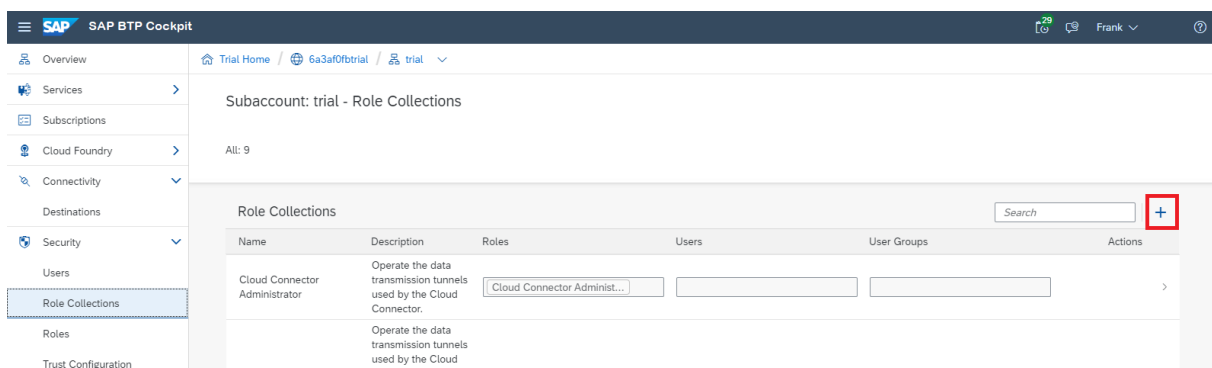 SAP SAP BTP Cockpit 29 Frank
Overview
Services
Subscriptions
Cloud Foundry
Connectivity
Destinations
Security
Users
Role Collections
Roles
Trust Configuration
Trial Home / 6a3af0fbtrial / trial
Subaccount: trial - Role Collections
All: 9
Role Collections Search
Name Description Roles Users User Groups Actions
Cloud Connector
Administrator
Operate the data
transmission tunnels
used by the Cloud
Connector.
Cloud Connector Administ...
Operate the data
transmission tunnels
used by the Cloud